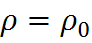 ρ = ρ₀